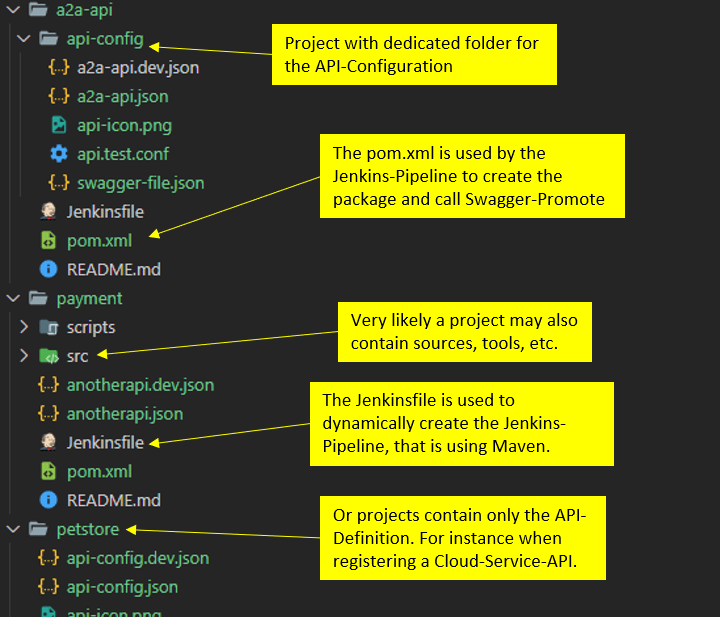 a2a-api
api-config
{..} a2a-api.dev.json
{..} a2a-api.json
api-icon.png
api.test.conf
{..} swagger-file.json
Jenkinsfile
pom.xml
README.md
payment
scripts
src
{..} anotherapi.dev.json
{..} anotherapi.json
Jenkinsfile
pom.xml
README.md
petstore
{..} api-config.dev.json
{..} api-config.json
api-icon.png
Project with dedicated folder for
the API-Configuration
The pom.xml is used by the
Jenkins-Pipeline to create the
package and call Swagger-Promote
Very likely a project may also
contain sources, tools, etc.
The Jenkinsfile is used to
dynamically create the Jenkins-
Pipeline, that is using Maven.
Or projects contain only the API-
Definition. For instance when
registering a Cloud-Service-API.